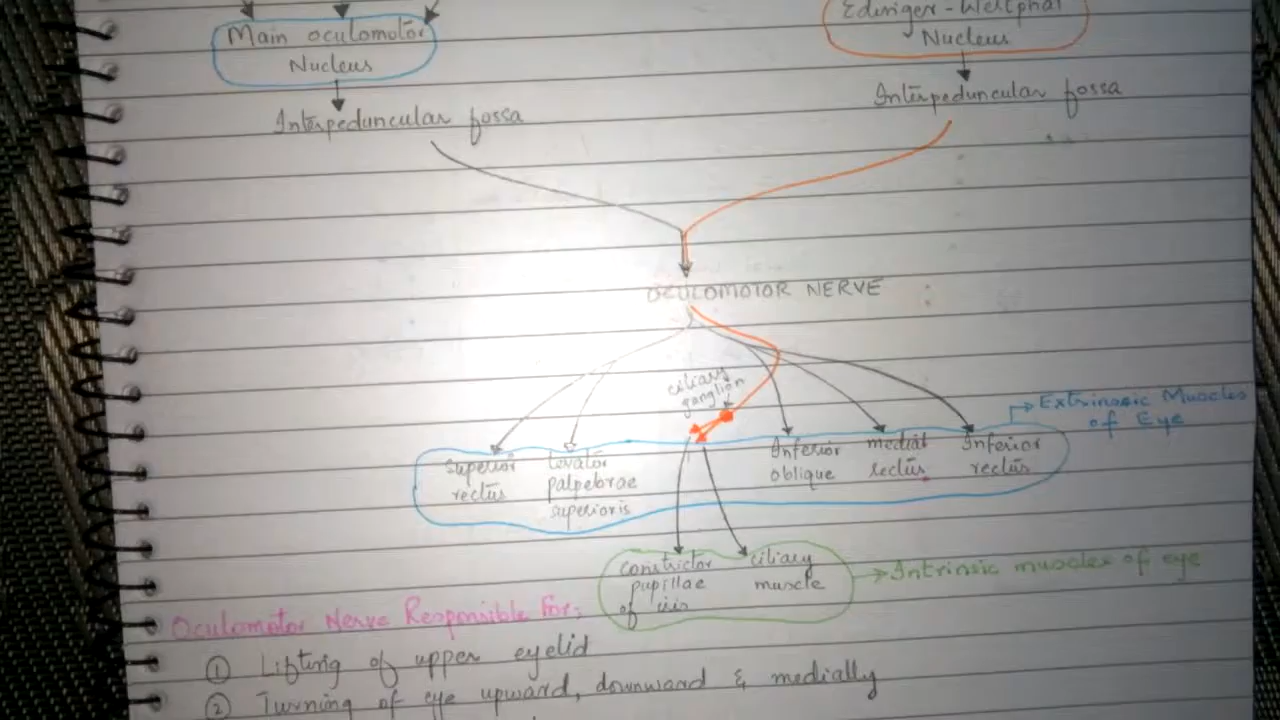 Main oculomotor
Nucleus
Edinger-Westphal
Nucleus
Interpeduncular fossa
Interpeduncular fossa
OCULOMOTOR NERVE
ciliary
ganglion
Extrinsic Muscles
of Eye
Superior
rectus
levator
palpebrae
superioris
Inferior
oblique
medial
rectus
Inferior
rectus
constrictor
pupillae
of iris
ciliary
muscle
Intrinsic muscles of eye
Oculomotor Nerve Responsible For:
① Lifting of upper eyelid
② Turning of eye upward, downward & medially